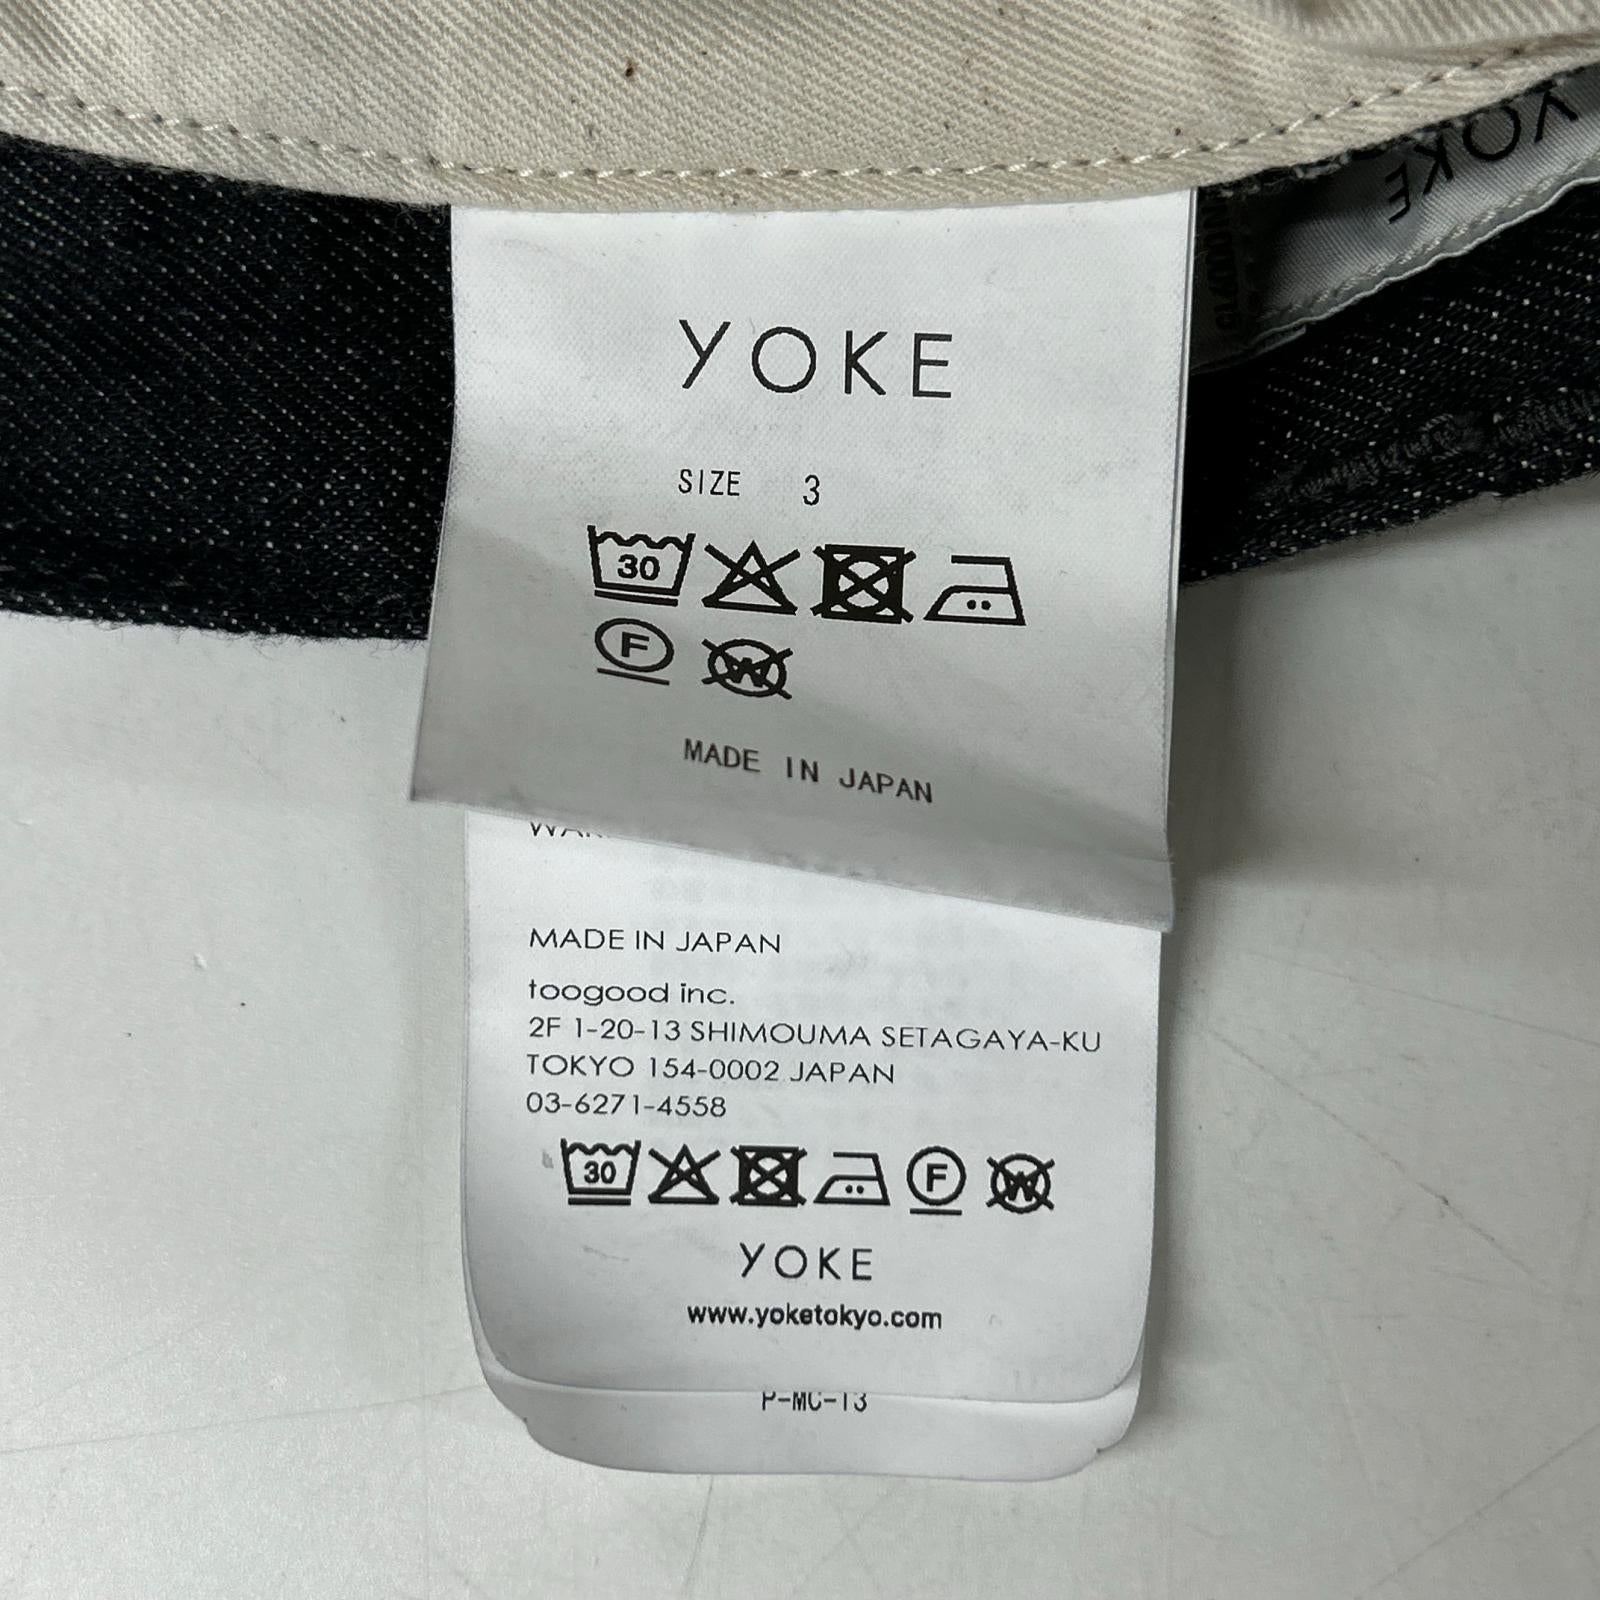 YOKE
YOKE
SIZE 3
30
F
W
MADE IN JAPAN
MADE IN JAPAN
toogood inc.
2F 1-20-13 SHIMOUMA SETAGAYA-KU
TOKYO 154-0002 JAPAN
03-6271-4558
30
F
W
YOKE
www.yoketokyo.com
P-MC-13